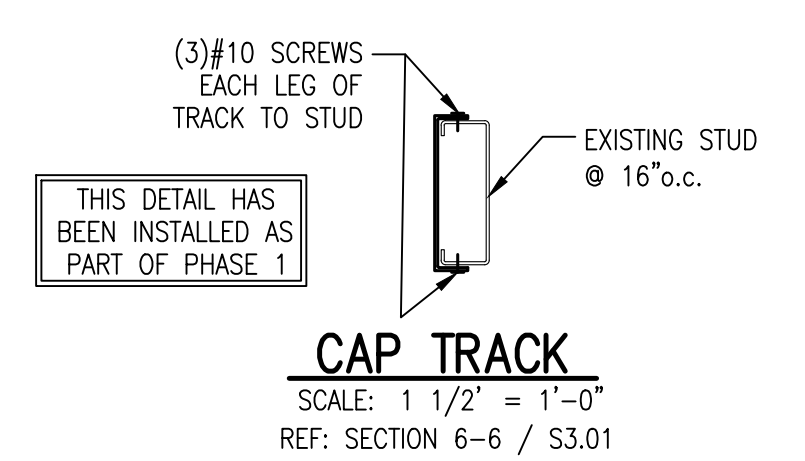 (3)#10 SCREWS
EACH LEG OF
TRACK TO STUD
EXISTING STUD
@ 16"o.c.
THIS DETAIL HAS
BEEN INSTALLED AS
PART OF PHASE 1
CAP TRACK
SCALE: 1 1/2' = 1'-0"
REF: SECTION 6-6 / S3.01